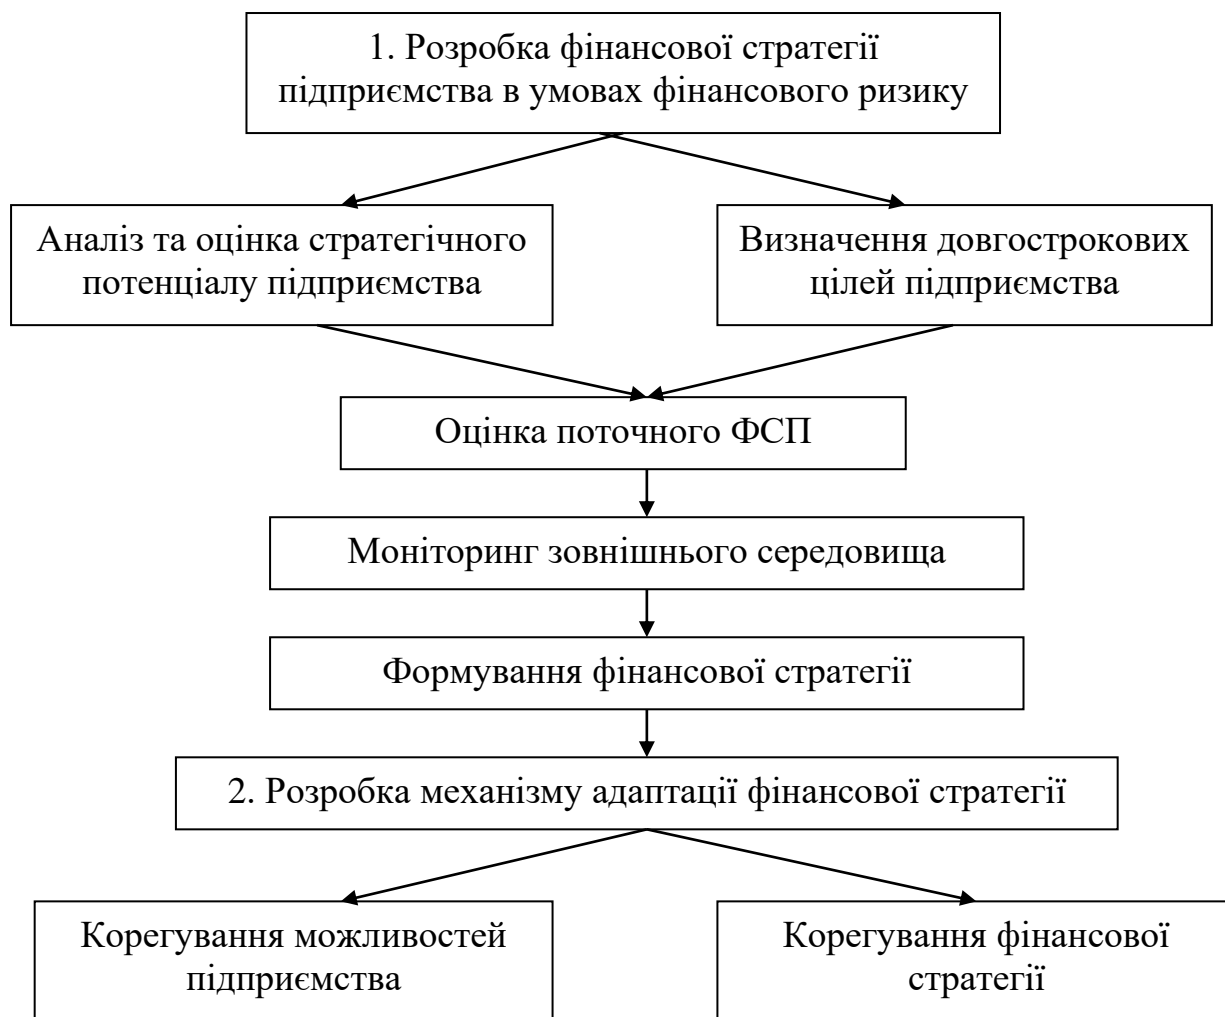 1. Розробка фінансової стратегії
підприємства в умовах фінансового ризику
Аналіз та оцінка стратегічного
потенціалу підприємства
Визначення довгострокових
цілей підприємства
Оцінка поточного ФСП
Моніторинг зовнішнього середовища
Формування фінансової стратегії
2. Розробка механізму адаптації фінансової стратегії
Корегування можливостей
підприємства
Корегування фінансової
стратегії